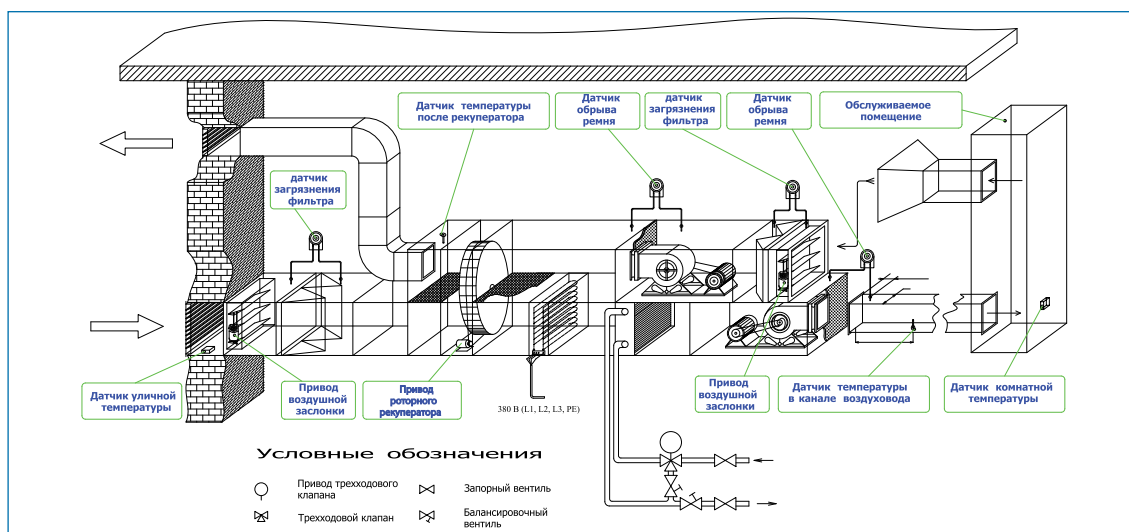 Датчик температуры
после рекуператора
Датчик
обрыва
ремня
датчик
загрязнения
фильтра
Датчик
обрыва
ремня
Обслуживаемое
помещение
датчик
загрязнения
фильтра
Датчик уличной
температуры
Привод
воздушной
заслонки
Привод
роторного
рекуператора
380 В (L1, L2, L3, PE)
Привод
воздушной
заслонки
Датчик температуры
в канале воздуховода
Датчик комнатной
температуры
Условные обозначения
Привод трехходового
клапана
Запорный вентиль
Трехходовой клапан
Балансировочный
вентиль